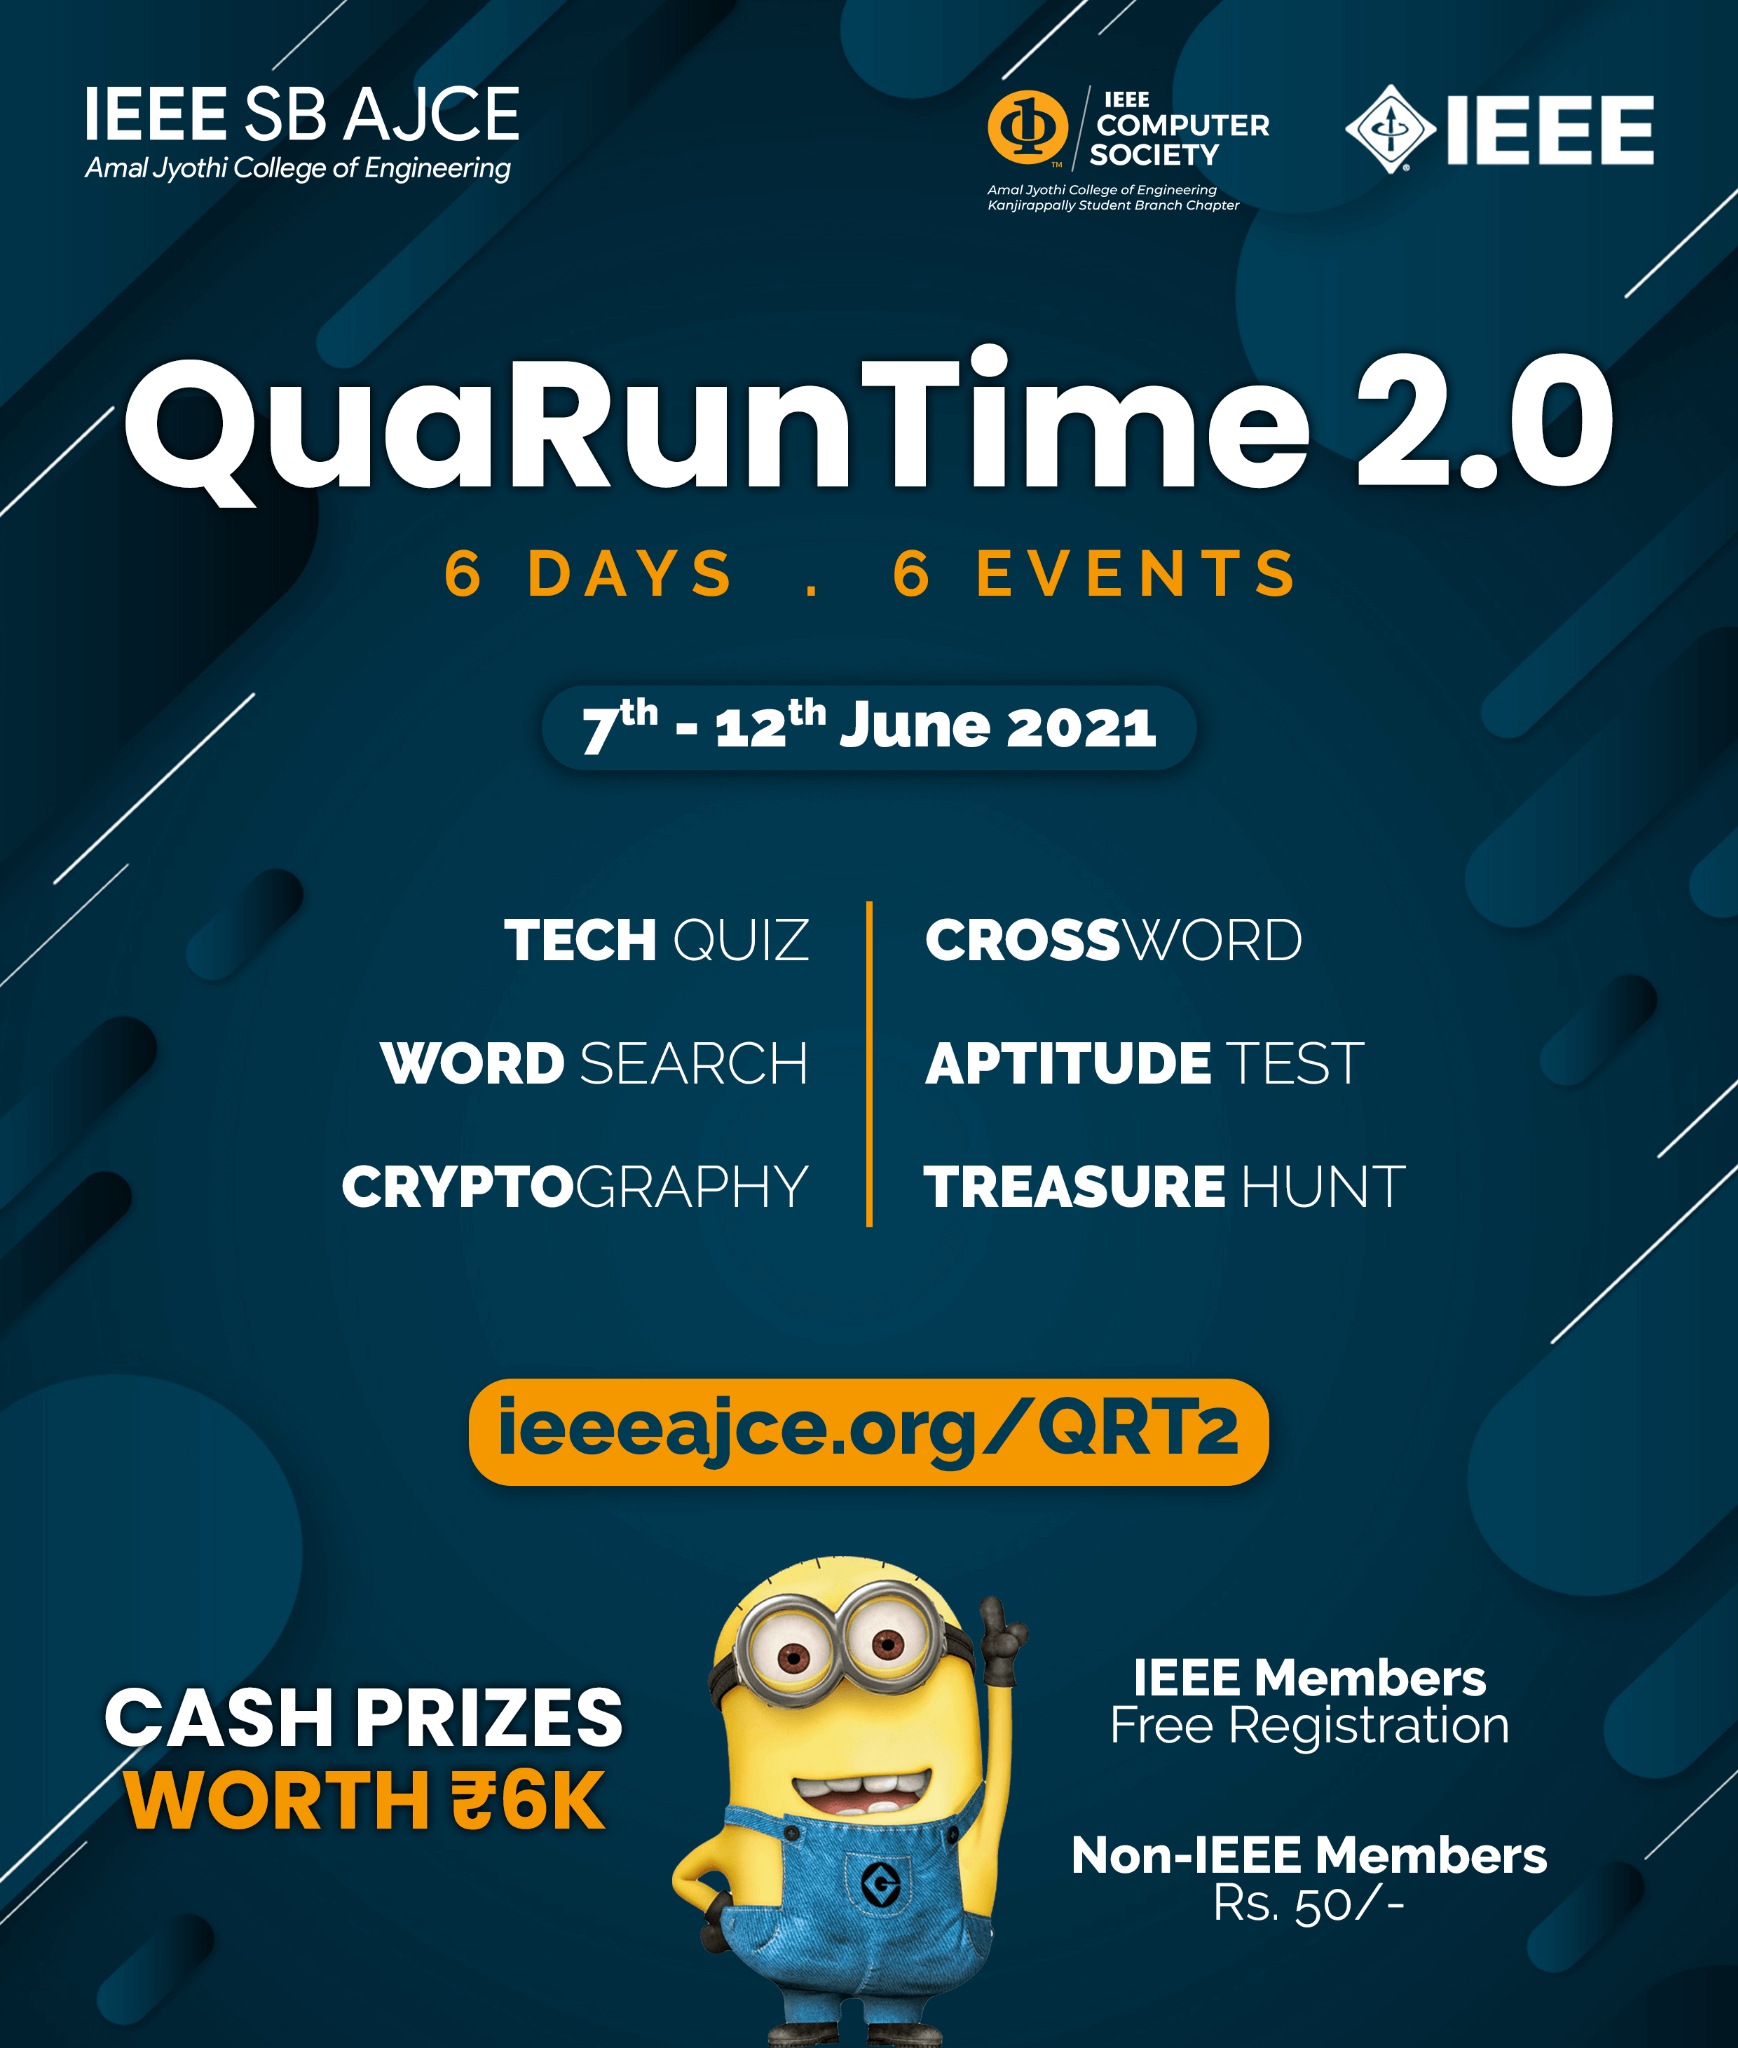 IEEE SB AJCE
Amal Jyothi College of Engineering
IEEE
COMPUTER
SOCIETY
TM
Amal Jyothi College of Engineering
Kanjirappally Student Branch Chapter
IEEE
®
QuaRunTime 2.0
6 DAYS . 6 EVENTS
7th - 12th June 2021
TECH QUIZ
WORD SEARCH
CRYPTOGRAPHY
CROSSWORD
APTITUDE TEST
TREASURE HUNT
ieeeajce.org/QRT2
CASH PRIZES
WORTH ₹6K
IEEE Members
Free Registration
Non-IEEE Members
Rs. 50/-